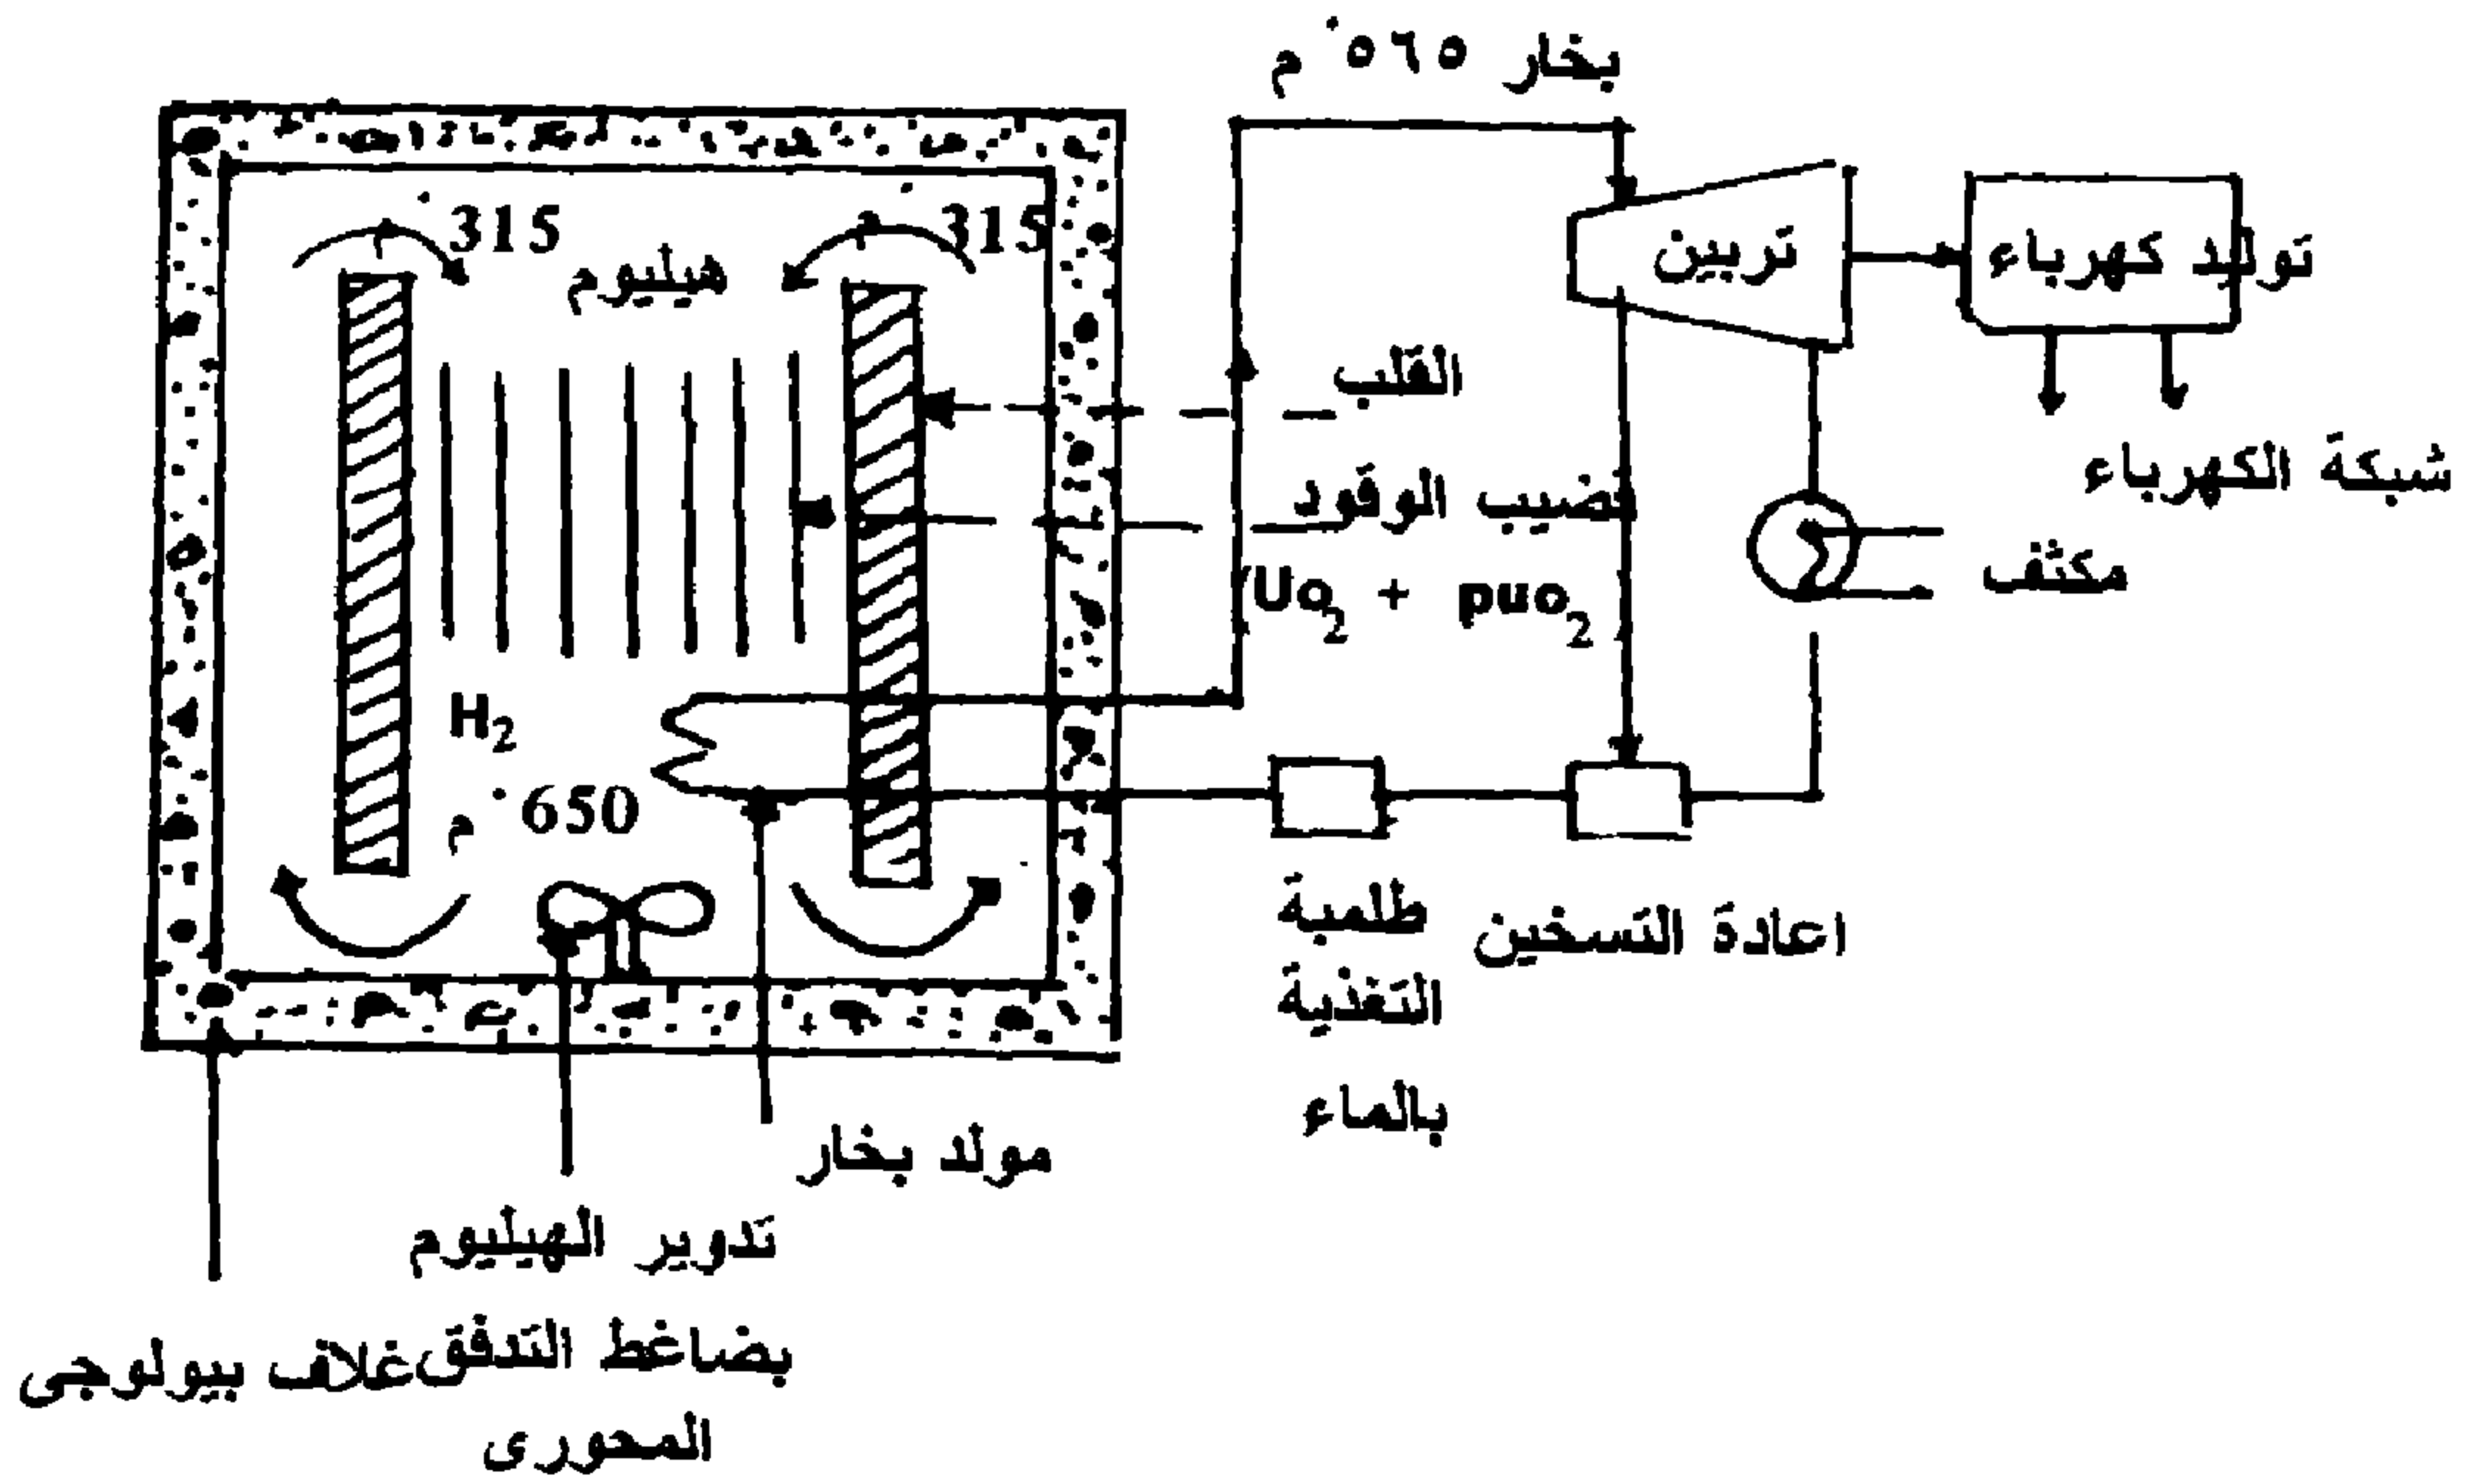 بخار ٥٦٥ ْ م
315 ْ
315 ْ
هيليوم
تربين
توليد كهرباء
القلب
شبكة الكهرباء
قضيب الوقود
مكثف
Uo2 + puo2
H2
650 ْ م
طلمبة
التغذية
بالماء
اعادة التسخين
مولد بخار
تدوير الهيليوم
بضاغط التدفق
المحورى
غلاف بيولوجى